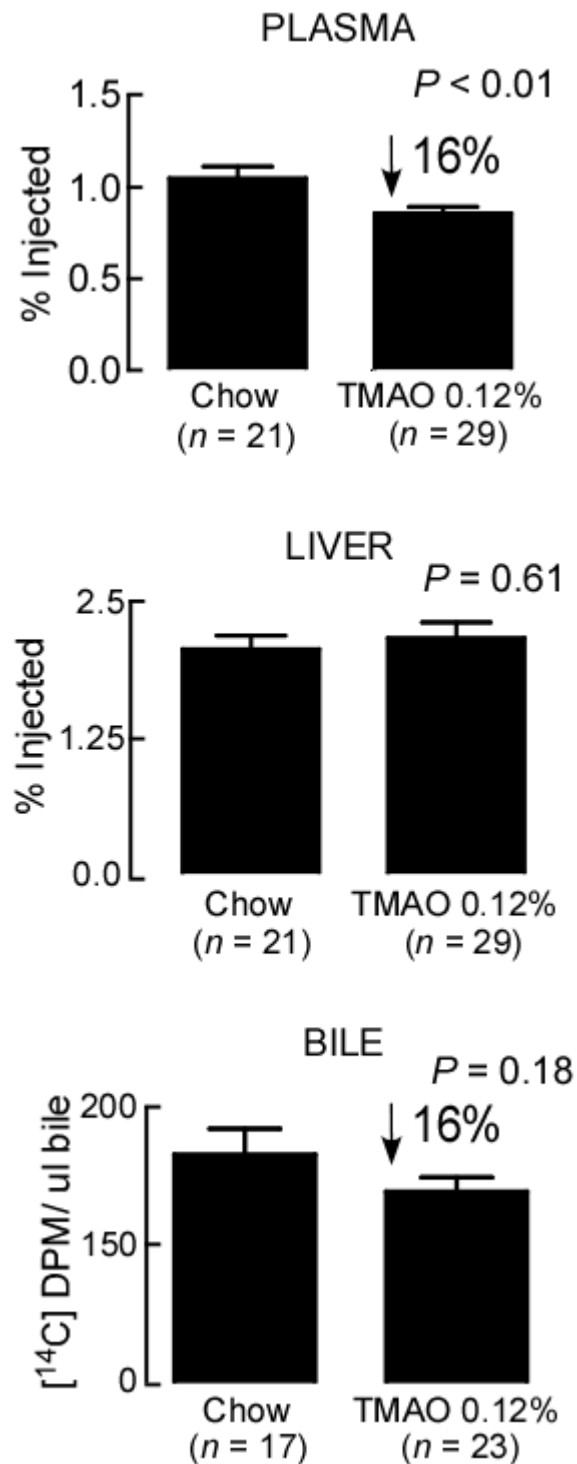 PLASMA
P < 0.01
↓ 16%
% Injected
1.5
1.0
0.5
0.0
Chow TMAO 0.12%
(n = 21) (n = 29)
LIVER
P = 0.61
% Injected
2.5
1.25
0.0
Chow TMAO 0.12%
(n = 21) (n = 29)
BILE
P = 0.18
↓ 16%
[¹⁴C] DPM/ ul bile
200
150
0
Chow TMAO 0.12%
(n = 17) (n = 23)